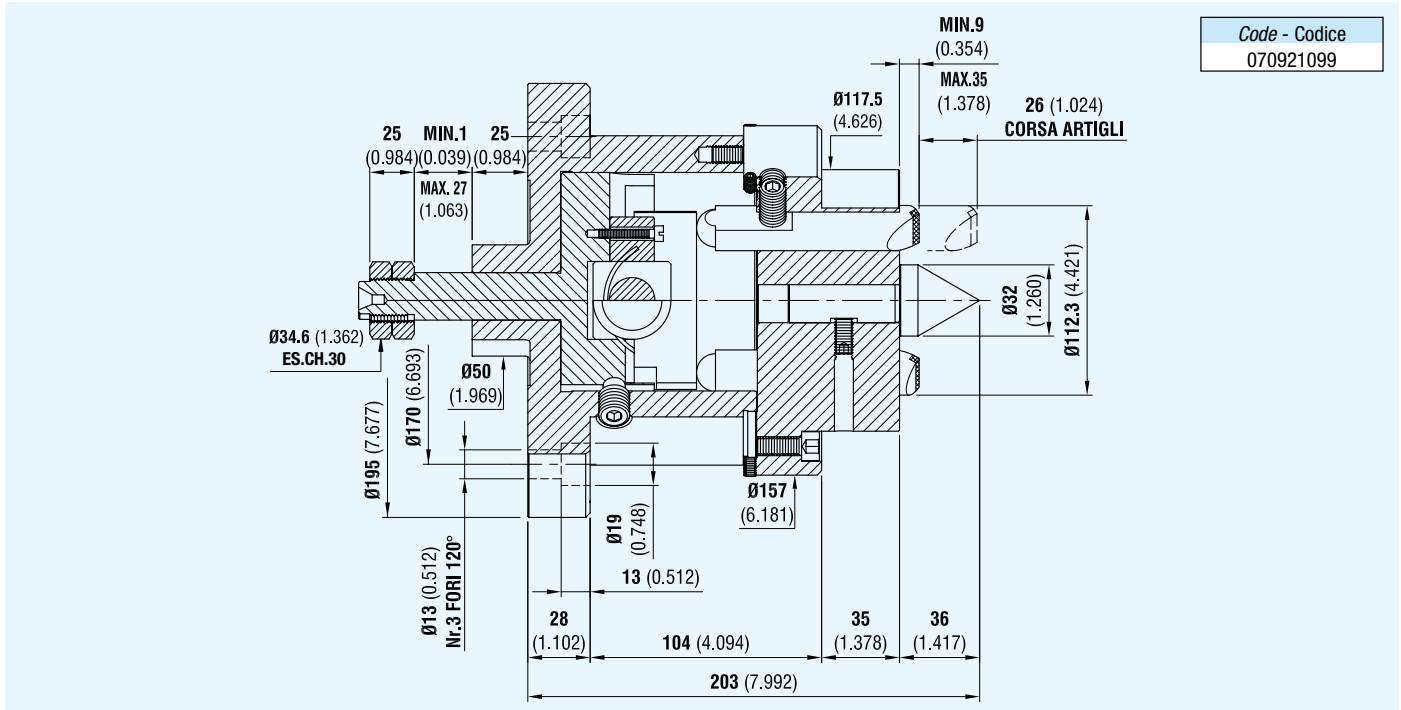 Code - Codice
070921099
MIN.9
(0.354)
MAX.35
(1.378)
26 (1.024)
CORSA ARTIGLI
Ø117.5
(4.626)
25
(0.984)
MIN.1
(0.039)
MAX. 27
(1.063)
25
(0.984)
Ø32
(1.260)
Ø112.3 (4.421)
Ø34.6 (1.362)
ES.CH.30
Ø50
(1.969)
Ø170 (6.693)
Ø195 (7.677)
Ø157
(6.181)
Ø19
(0.748)
Ø13 (0.512)
Nr.3 FORI 120°
13 (0.512)
28
(1.102)
104 (4.094)
35
(1.378)
36
(1.417)
203 (7.992)